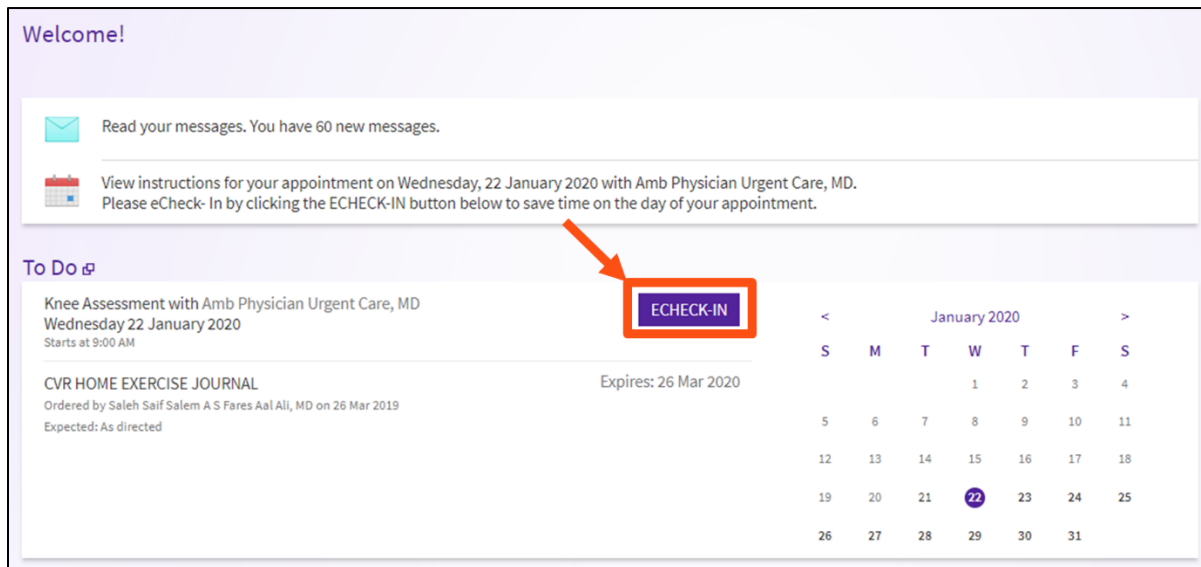 Welcome!
Read your messages. You have 60 new messages.
View instructions for your appointment on Wednesday, 22 January 2020 with Amb Physician Urgent Care, MD.
Please eCheck- In by clicking the ECHECK-IN button below to save time on the day of your appointment.
To Do
Knee Assessment with Amb Physician Urgent Care, MD
Wednesday 22 January 2020
Starts at 9:00 AM
ECHECK-IN
CVR HOME EXERCISE JOURNAL
Expires: 26 Mar 2020
Ordered by Saleh Saif Salem A S Fares Aal Ali, MD on 26 Mar 2019
Expected: As directed
< January 2020 >
S M T W T F S
1 2 3 4
5 6 7 8 9 10 11
12 13 14 15 16 17 18
19 20 21 22 23 24 25
26 27 28 29 30 31